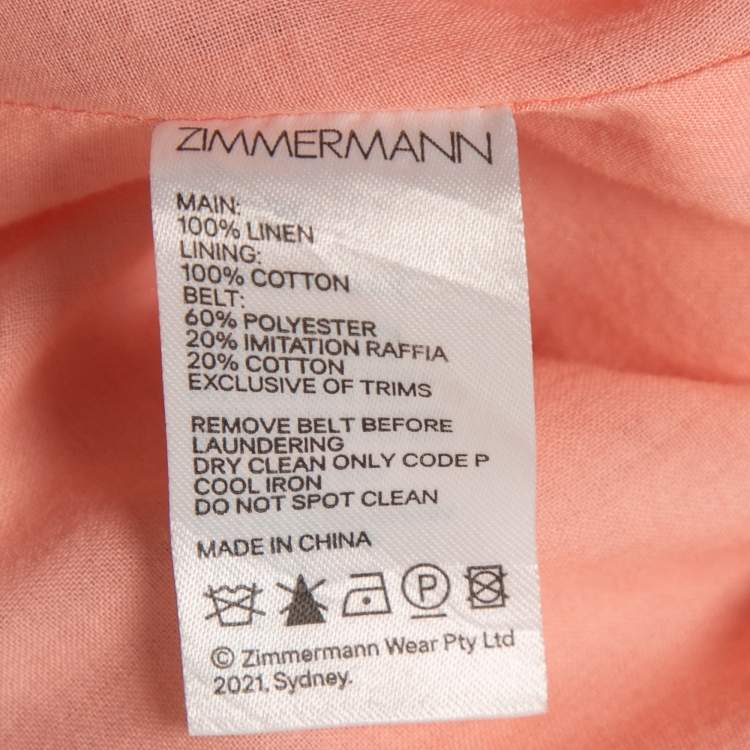 ZIMMERMANN
MAIN:
100% LINEN
LINING:
100% COTTON
BELT:
60% POLYESTER
20% IMITATION RAFFIA
20% COTTON
EXCLUSIVE OF TRIMS
REMOVE BELT BEFORE
LAUNDERING
DRY CLEAN ONLY CODE P
COOL IRON
DO NOT SPOT CLEAN
MADE IN CHINA
P
© Zimmermann Wear Pty Ltd
2021, Sydney.